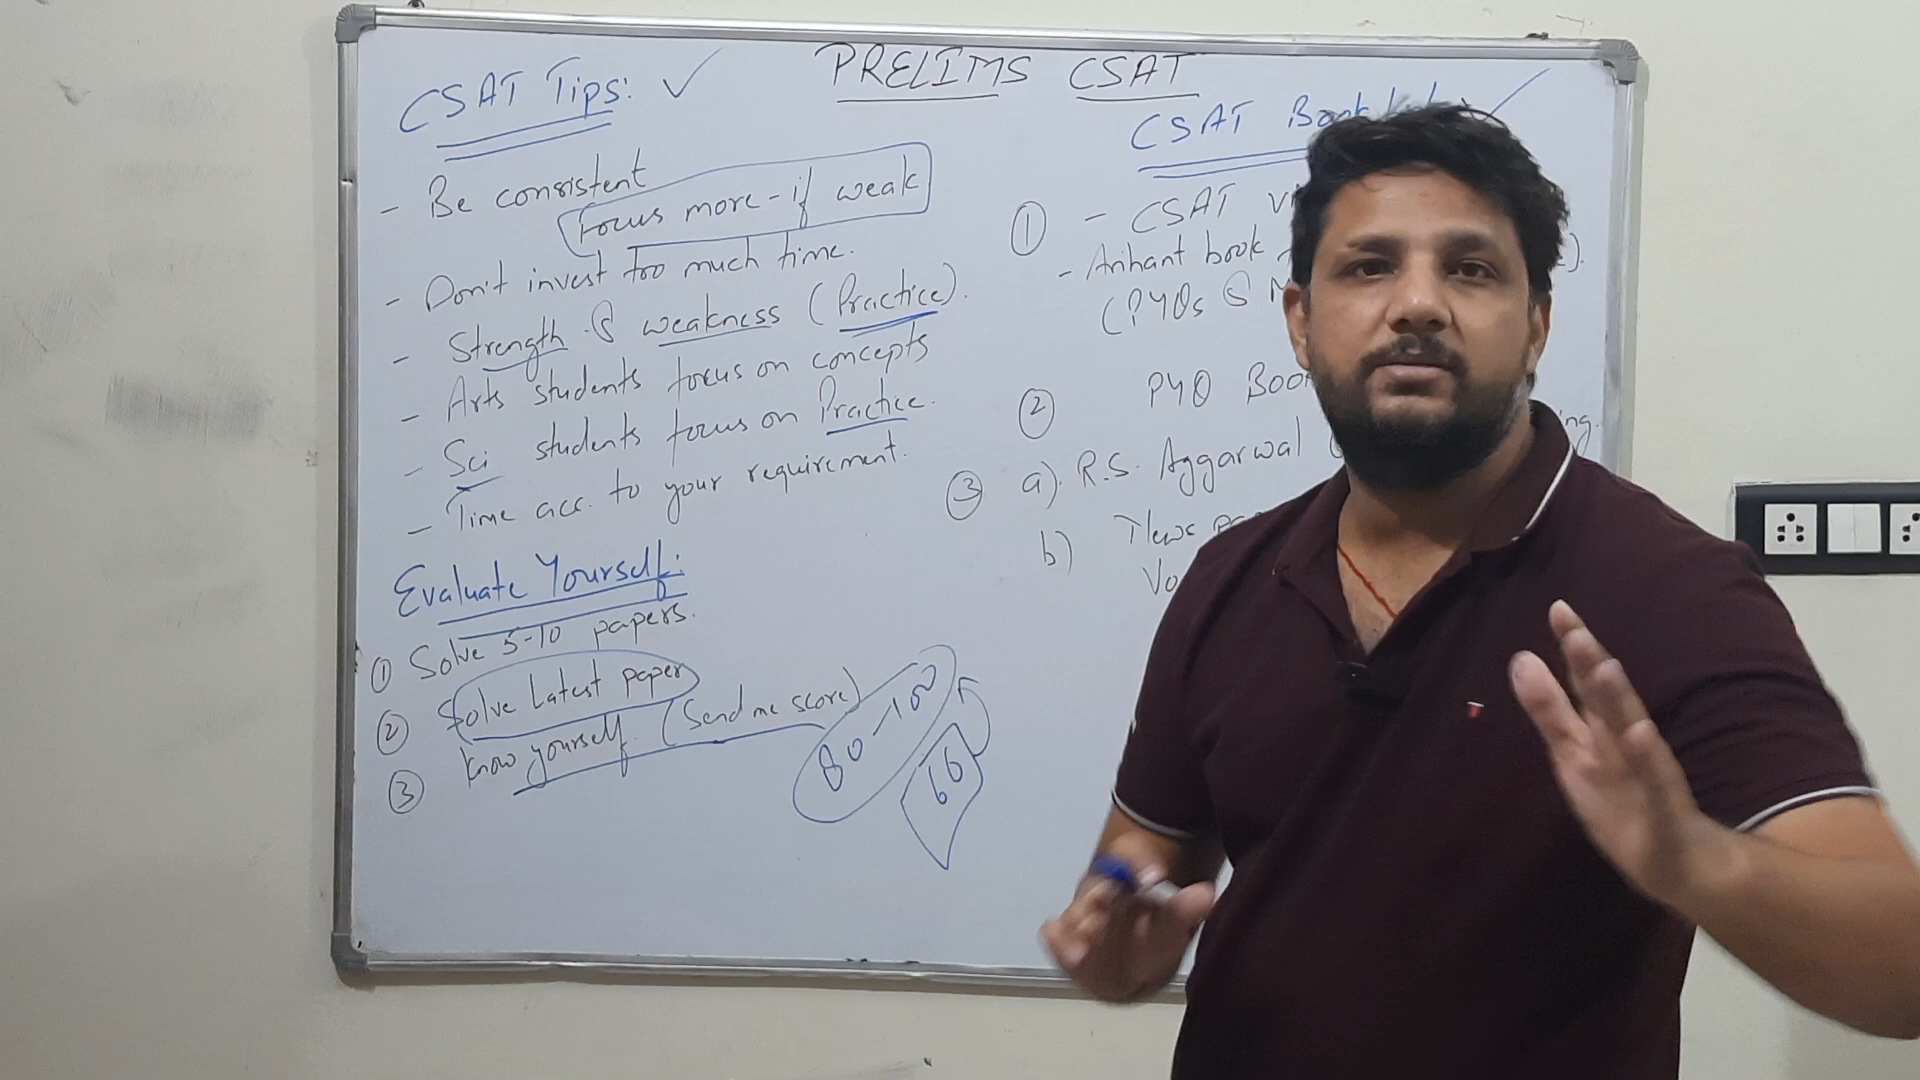 PRELIMS CSAT
CSAT Tips: ✓
- Be consistent
Focus more - if weak
- Don't invest too much time.
- Strength & weakness (Practice).
- Arts students focus on concepts
- Sci students focus on Practice.
- Time acc. to your requirement.
Evaluate Yourself:
① Solve 5-10 papers.
② Solve Latest paper
③ know yourself. (Send me score)
80-100
66
CSAT Book ✓
① - CSAT
- Arihant book
(PYQs &
② PYQ
③ a). R.S. Aggarwal
b)